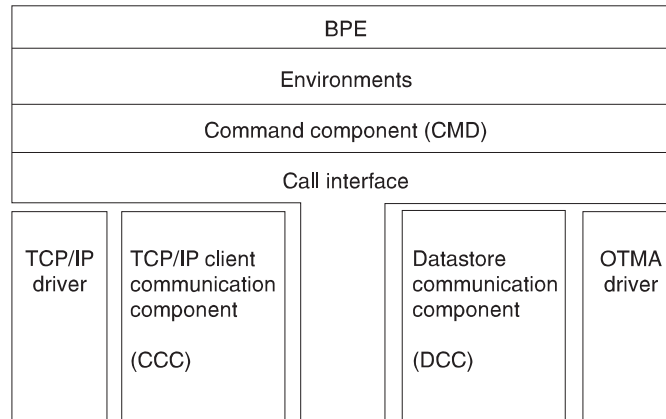 BPE
Environments
Command component (CMD)
Call interface
TCP/IP
driver
TCP/IP client
communication
component
(CCC)
Datastore
communication
component
(DCC)
OTMA
driver